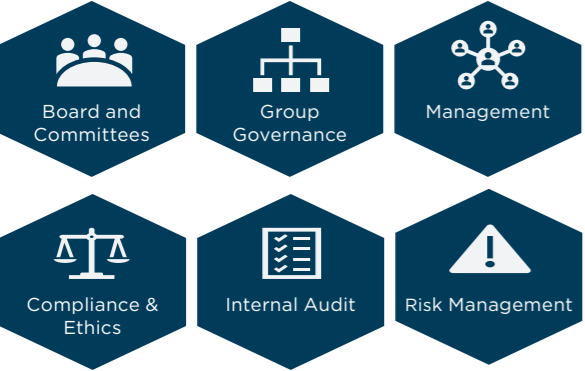 Board and
Committees
Group
Governance
Management
Compliance &
Ethics
Internal Audit
Risk Management